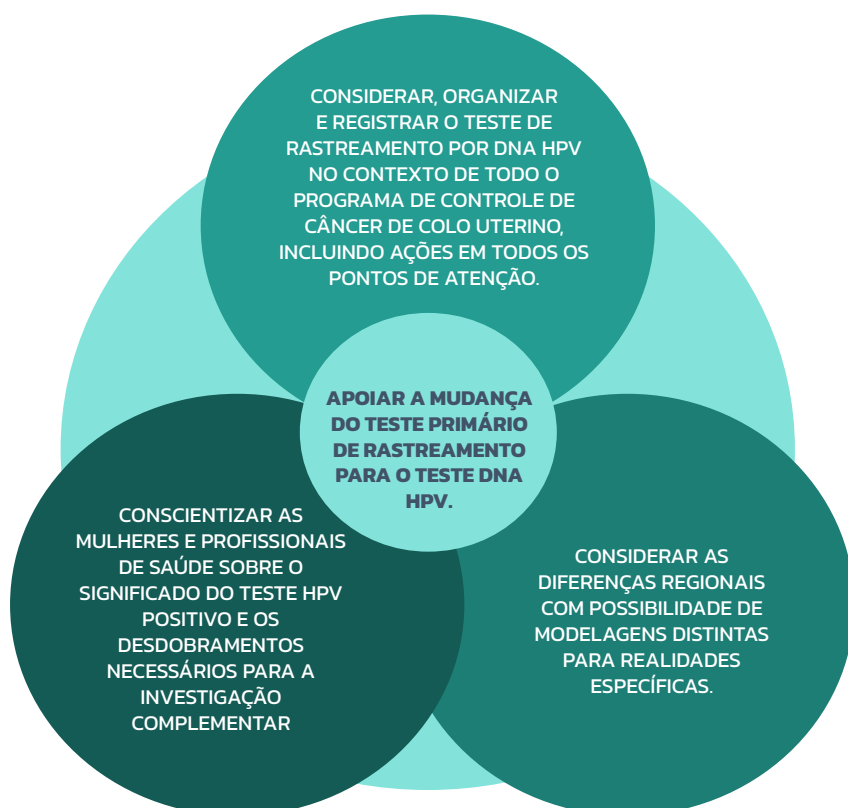 CONSIDERAR, ORGANIZAR
E REGISTRAR O TESTE DE
RASTREAMENTO POR DNA HPV
NO CONTEXTO DE TODO O
PROGRAMA DE CONTROLE DE
CÂNCER DE COLO UTERINO,
INCLUINDO AÇÕES EM TODOS OS
PONTOS DE ATENÇÃO.
APOIAR A MUDANÇA
DO TESTE PRIMÁRIO
DE RASTREAMENTO
PARA O TESTE DNA
HPV.
CONSCIENTIZAR AS
MULHERES E PROFISSIONAIS
DE SAÚDE SOBRE O
SIGNIFICADO DO TESTE HPV
POSITIVO E OS
DESDOBRAMENTOS
NECESSÁRIOS PARA A
INVESTIGAÇÃO
COMPLEMENTAR
CONSIDERAR AS
DIFERENÇAS REGIONAIS
COM POSSIBILIDADE DE
MODELAGENS DISTINTAS
PARA REALIDADES
ESPECÍFICAS.